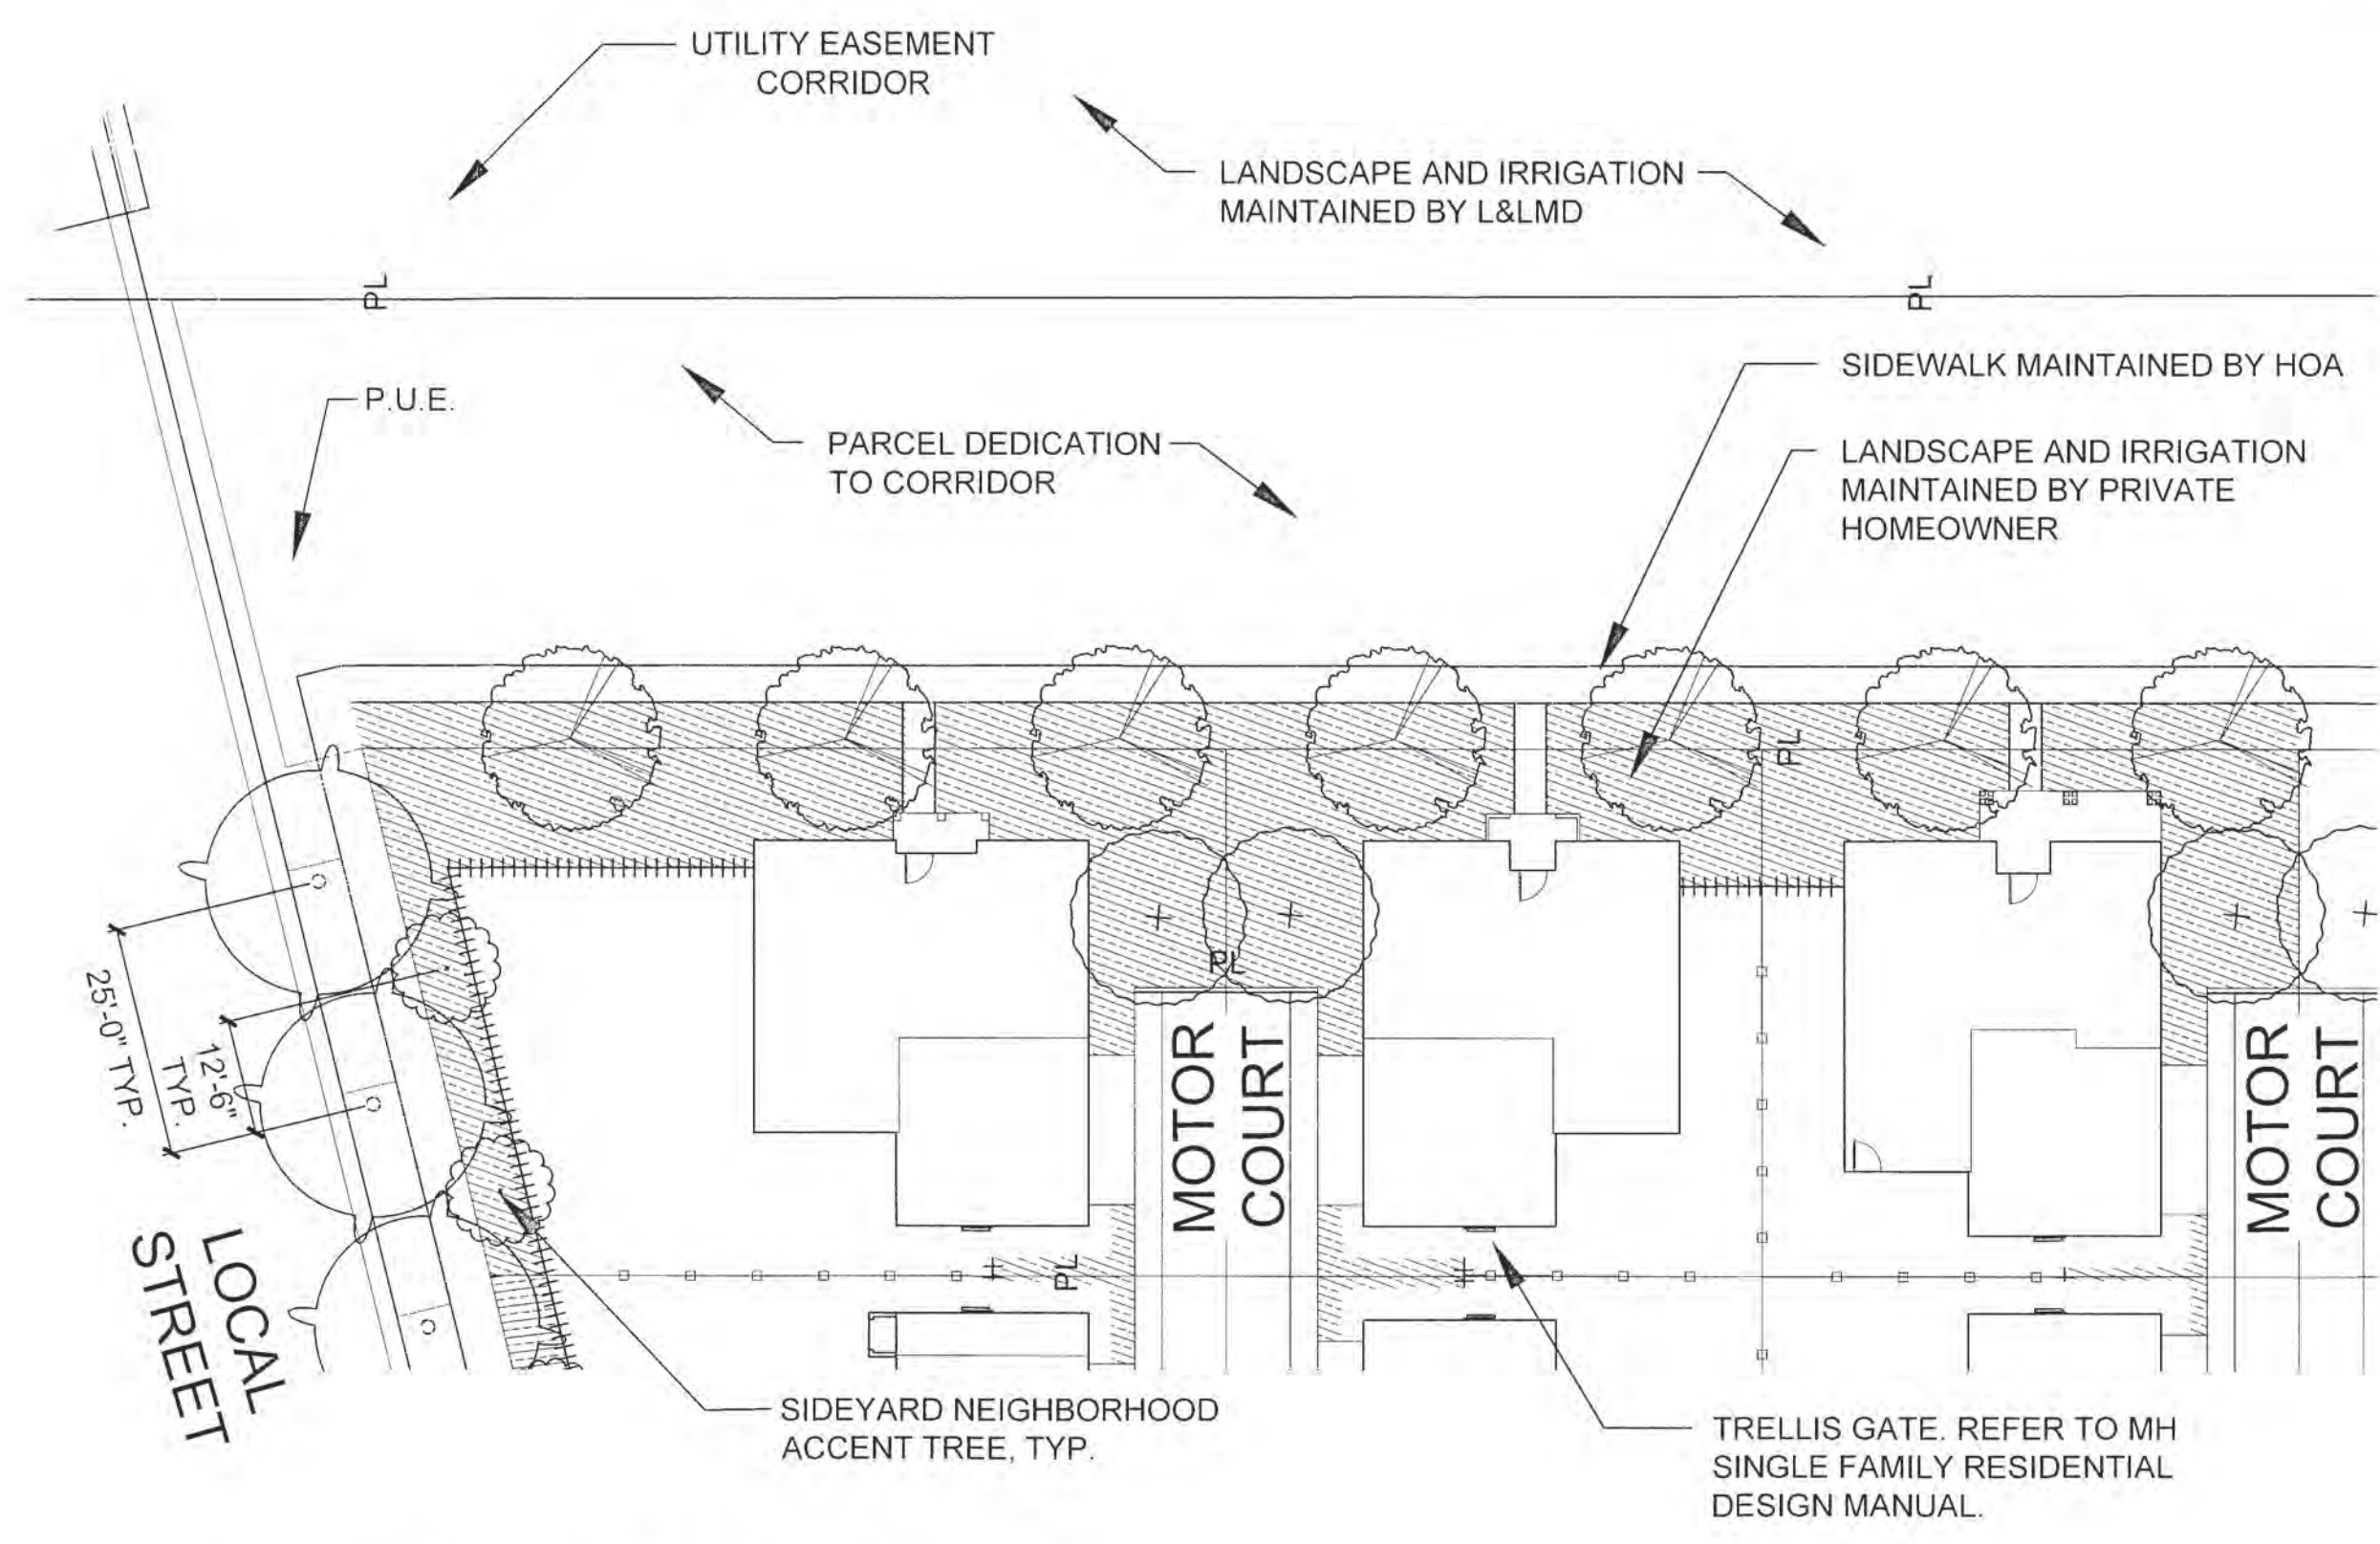 UTILITY EASEMENT
CORRIDOR
LANDSCAPE AND IRRIGATION
MAINTAINED BY L&LMD
PL
PL
SIDEWALK MAINTAINED BY HOA
P.U.E.
PARCEL DEDICATION
TO CORRIDOR
LANDSCAPE AND IRRIGATION
MAINTAINED BY PRIVATE
HOMEOWNER
PL
PL
25'-0" TYP.
12'-6"
TYP.
MOTOR
COURT
MOTOR
COURT
PL
LOCAL
STREET
SIDEYARD NEIGHBORHOOD
ACCENT TREE, TYP.
TRELLIS GATE. REFER TO MH
SINGLE FAMILY RESIDENTIAL
DESIGN MANUAL.